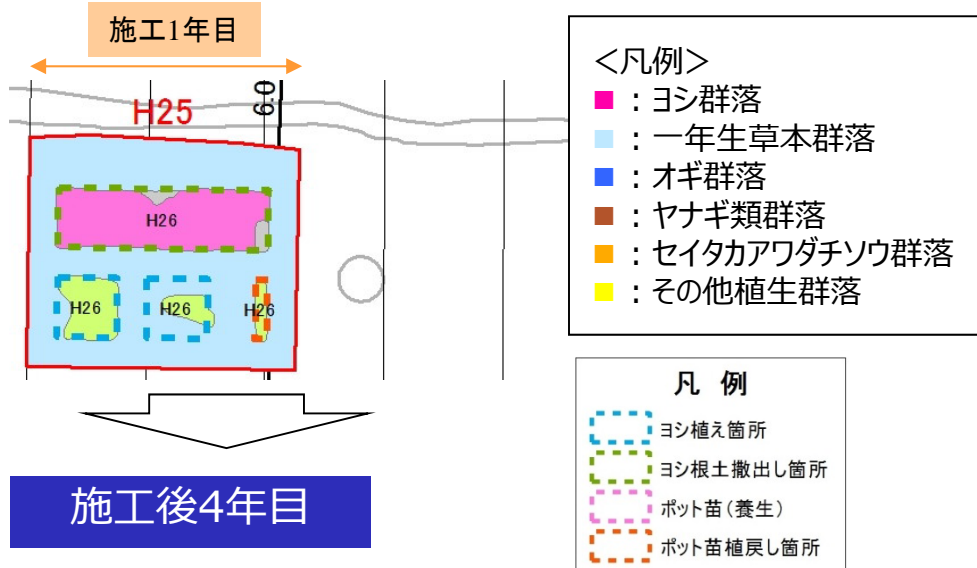 施工1年目
H25
6.0
H26
H26
H26
H26
施工後4年目
<凡例>
■：ヨシ群落
■：一年生草本群落
■：オギ群落
■：ヤナギ類群落
■：セイタカアワダチソウ群落
■：その他植生群落
凡 例
ヨシ植え箇所
ヨシ根土撒出し箇所
ポット苗(養生)
ポット苗植戻し箇所